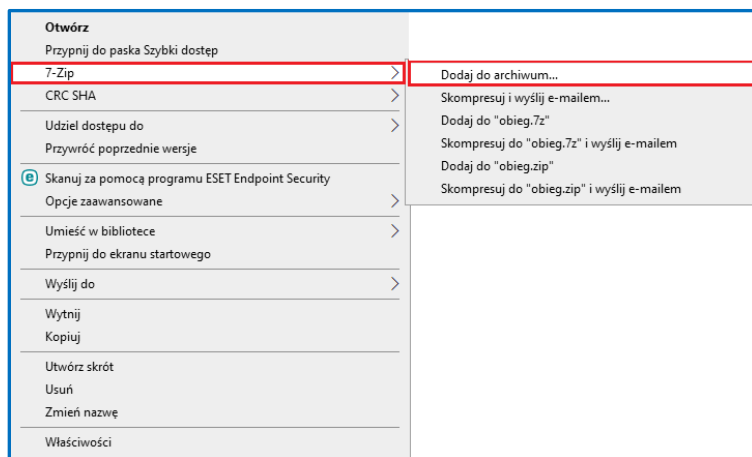 Otwórz
Przypnij do paska Szybki dostęp
7-Zip
CRC SHA
Udziel dostępu do
Przywróć poprzednie wersje
Skanuj za pomocą programu ESET Endpoint Security
Opcje zaawansowane
Umieść w bibliotece
Przypnij do ekranu startowego
Wyślij do
Wytnij
Kopiuj
Utwórz skrót
Usuń
Zmień nazwę
Właściwości
Dodaj do archiwum...
Skompresuj i wyślij e-mailem...
Dodaj do "obieg.7z"
Skompresuj do "obieg.7z" i wyślij e-mailem
Dodaj do "obieg.zip"
Skompresuj do "obieg.zip" i wyślij e-mailem